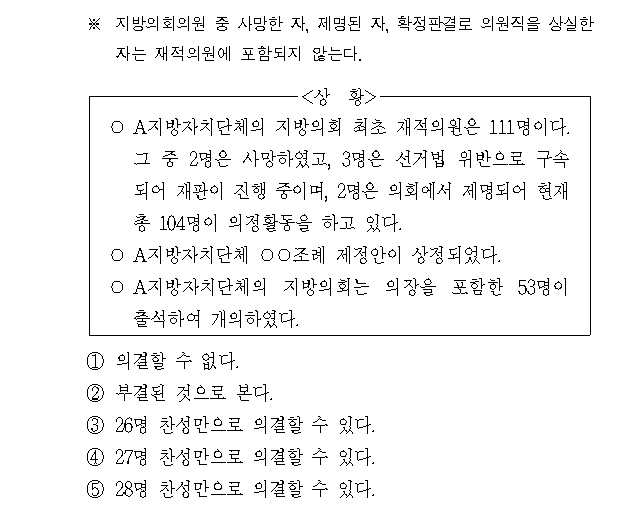 ※ 지방의회의원 중 사망한 자, 제명된 자, 확정판결로 의원직을 상실한
자는 재적의원에 포함되지 않는다.
<상 황>
○ A지방자치단체의 지방의회 최초 재적의원은 111명이다.
그 중 2명은 사망하였고, 3명은 선거법 위반으로 구속
되어 재판이 진행 중이며, 2명은 의회에서 제명되어 현재
총 104명이 의정활동을 하고 있다.
○ A지방자치단체 ○○조례 제정안이 상정되었다.
○ A지방자치단체의 지방의회는 의장을 포함한 53명이
출석하여 개의하였다.
① 의결할 수 없다.
② 부결된 것으로 본다.
③ 26명 찬성만으로 의결할 수 있다.
④ 27명 찬성만으로 의결할 수 있다.
⑤ 28명 찬성만으로 의결할 수 있다.